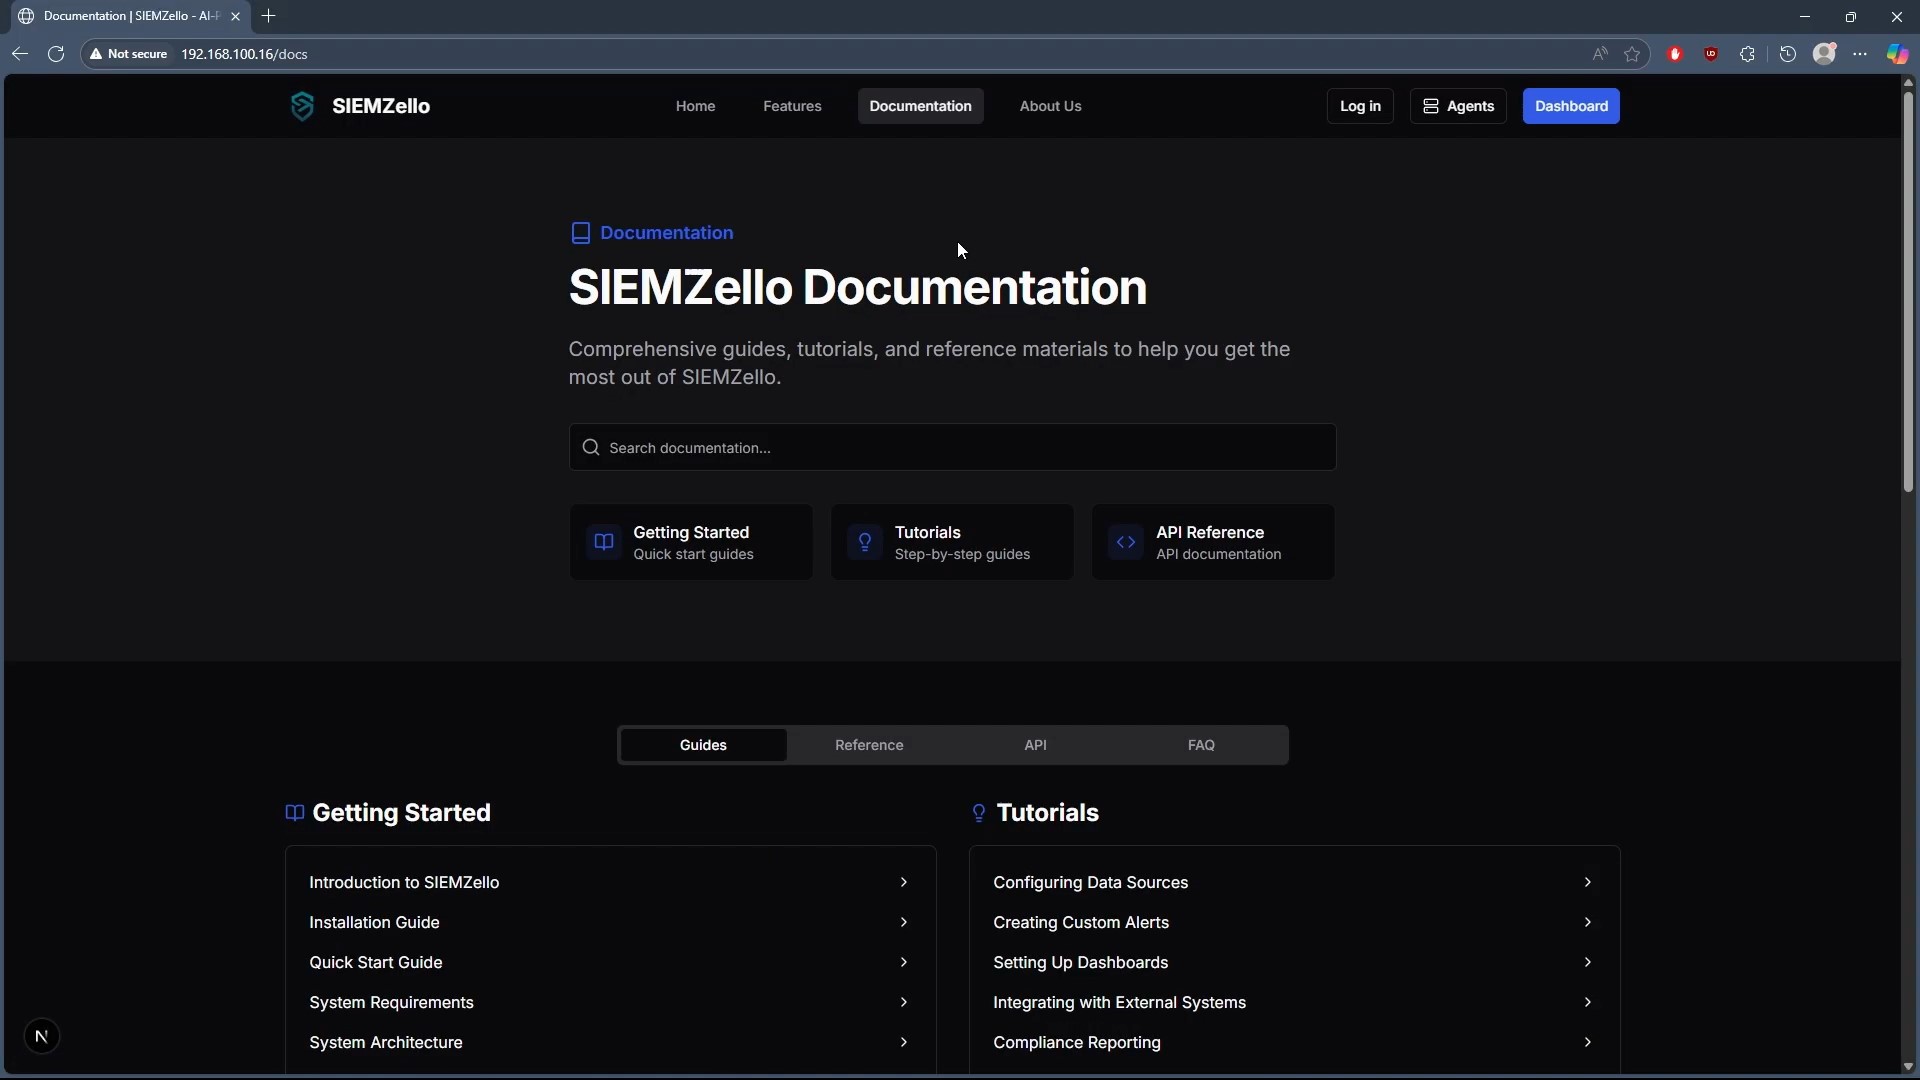 Documentation | SIEMZello - AI-P
Not secure 192.168.100.16/docs
SIEMZello
Home Features Documentation About Us
Log in Agents Dashboard
Documentation
SIEMZello Documentation
Comprehensive guides, tutorials, and reference materials to help you get the
most out of SIEMZello.
Search documentation...
Getting Started
Quick start guides
Tutorials
Step-by-step guides
API Reference
API documentation
Guides Reference API FAQ
Getting Started
Introduction to SIEMZello
Installation Guide
Quick Start Guide
System Requirements
System Architecture
Tutorials
Configuring Data Sources
Creating Custom Alerts
Setting Up Dashboards
Integrating with External Systems
Compliance Reporting
N